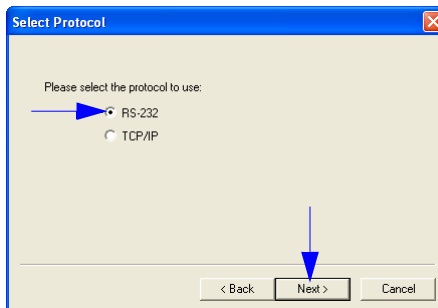 Select Protocol
Please select the protocol to use:
RS-232
TCP/IP
< Back Next > Cancel